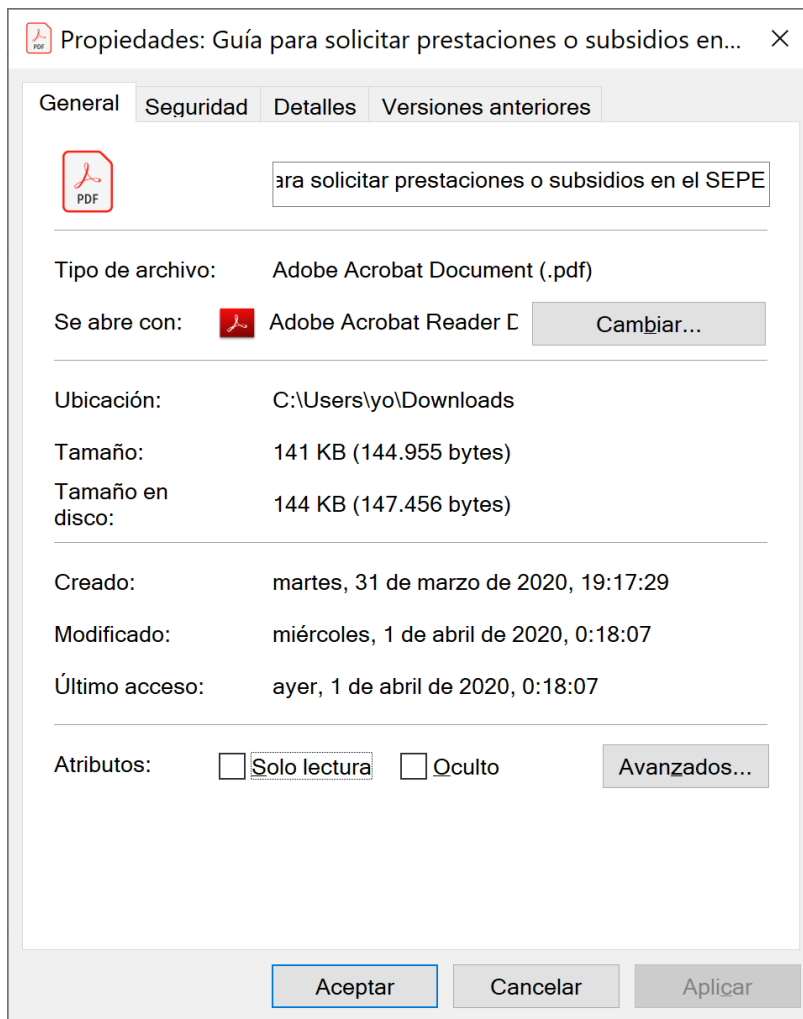 Propiedades: Guía para solicitar prestaciones o subsidios en...
General Seguridad Detalles Versiones anteriores
PDF
ara solicitar prestaciones o subsidios en el SEPE
Tipo de archivo: Adobe Acrobat Document (.pdf)
Se abre con: Adobe Acrobat Reader D Cambiar...
Ubicación: C:\Users\yo\Downloads
Tamaño: 141 KB (144.955 bytes)
Tamaño en
disco: 144 KB (147.456 bytes)
Creado: martes, 31 de marzo de 2020, 19:17:29
Modificado: miércoles, 1 de abril de 2020, 0:18:07
Último acceso: ayer, 1 de abril de 2020, 0:18:07
Atributos: Solo lectura Oculto Avanzados...
Aceptar Cancelar Aplicar